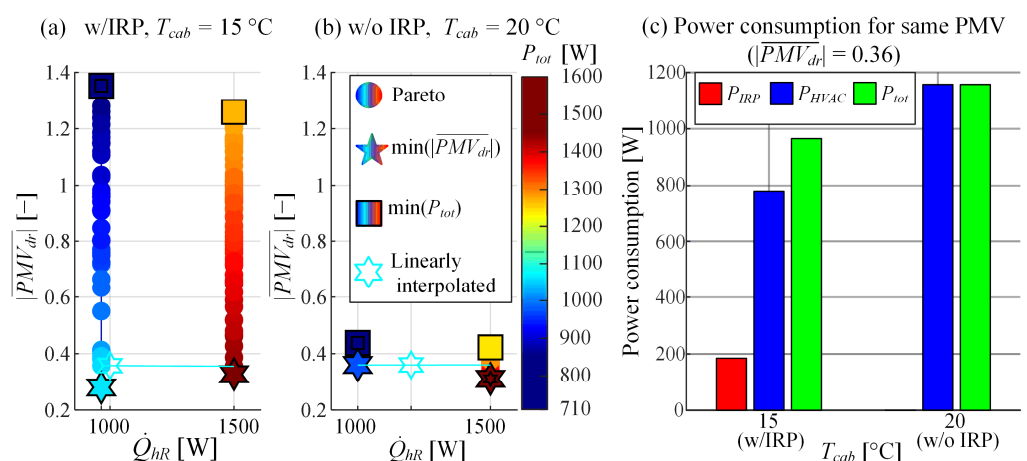 (a) w/IRP, T_cab = 15 °C
1.4
1.2
1
0.8
0.6
0.4
0.2
|PMV_dr| [−]
1000
1500
Q̇_hR [W]
(b) w/o IRP, T_cab = 20 °C
1.4
1.2
1
0.8
0.6
0.4
0.2
|PMV_dr| [−]
Pareto
min(|PMV_dr|)
min(P_tot)
Linearly
interpolated
1000
1500
Q̇_hR [W]
P_tot [W]
1600
1500
1400
1300
1200
1100
1000
900
800
710
(c) Power consumption for same PMV
(|PMV_dr| = 0.36)
P_IRP P_HVAC P_tot
1200
1000
800
600
400
200
0
Power consumption [W]
15
(w/IRP)
20
(w/o IRP)
T_cab [°C]